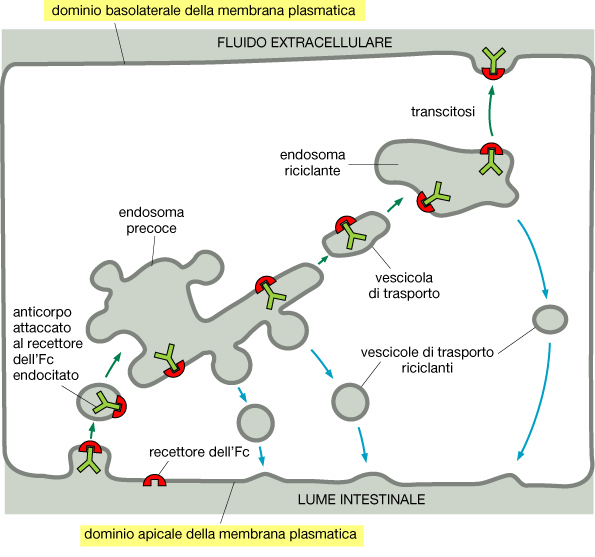 dominio basolaterale della membrana plasmatica
FLUIDO EXTRACELLULARE
transcitosi
endosoma
riciclante
endosoma
precoce
vescicola
di trasporto
anticorpo
attaccato
al recettore
dell'Fc
endocitato
vescicole di trasporto
riciclanti
recettore dell'Fc
LUME INTESTINALE
dominio apicale della membrana plasmatica